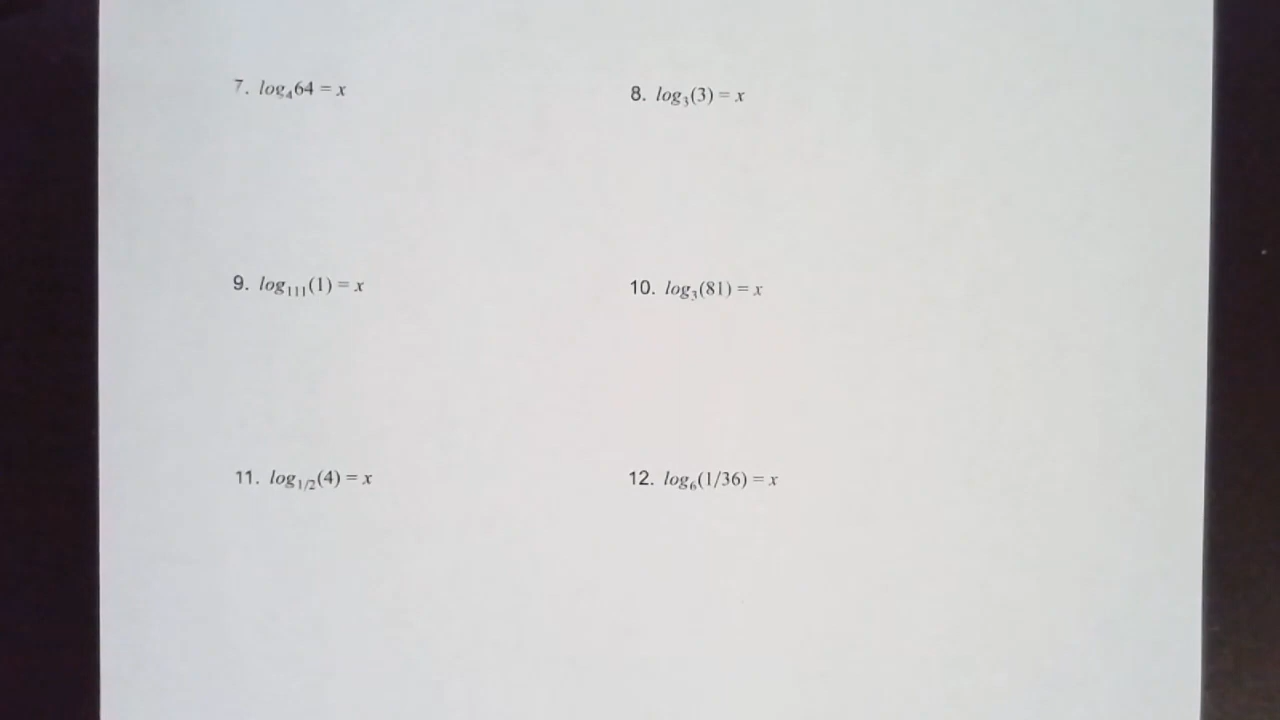 7. log₄64 = x
8. log₃(3) = x
9. log₁₁₁(1) = x
10. log₃(81) = x
11. log₁/₂(4) = x
12. log₆(1/36) = x